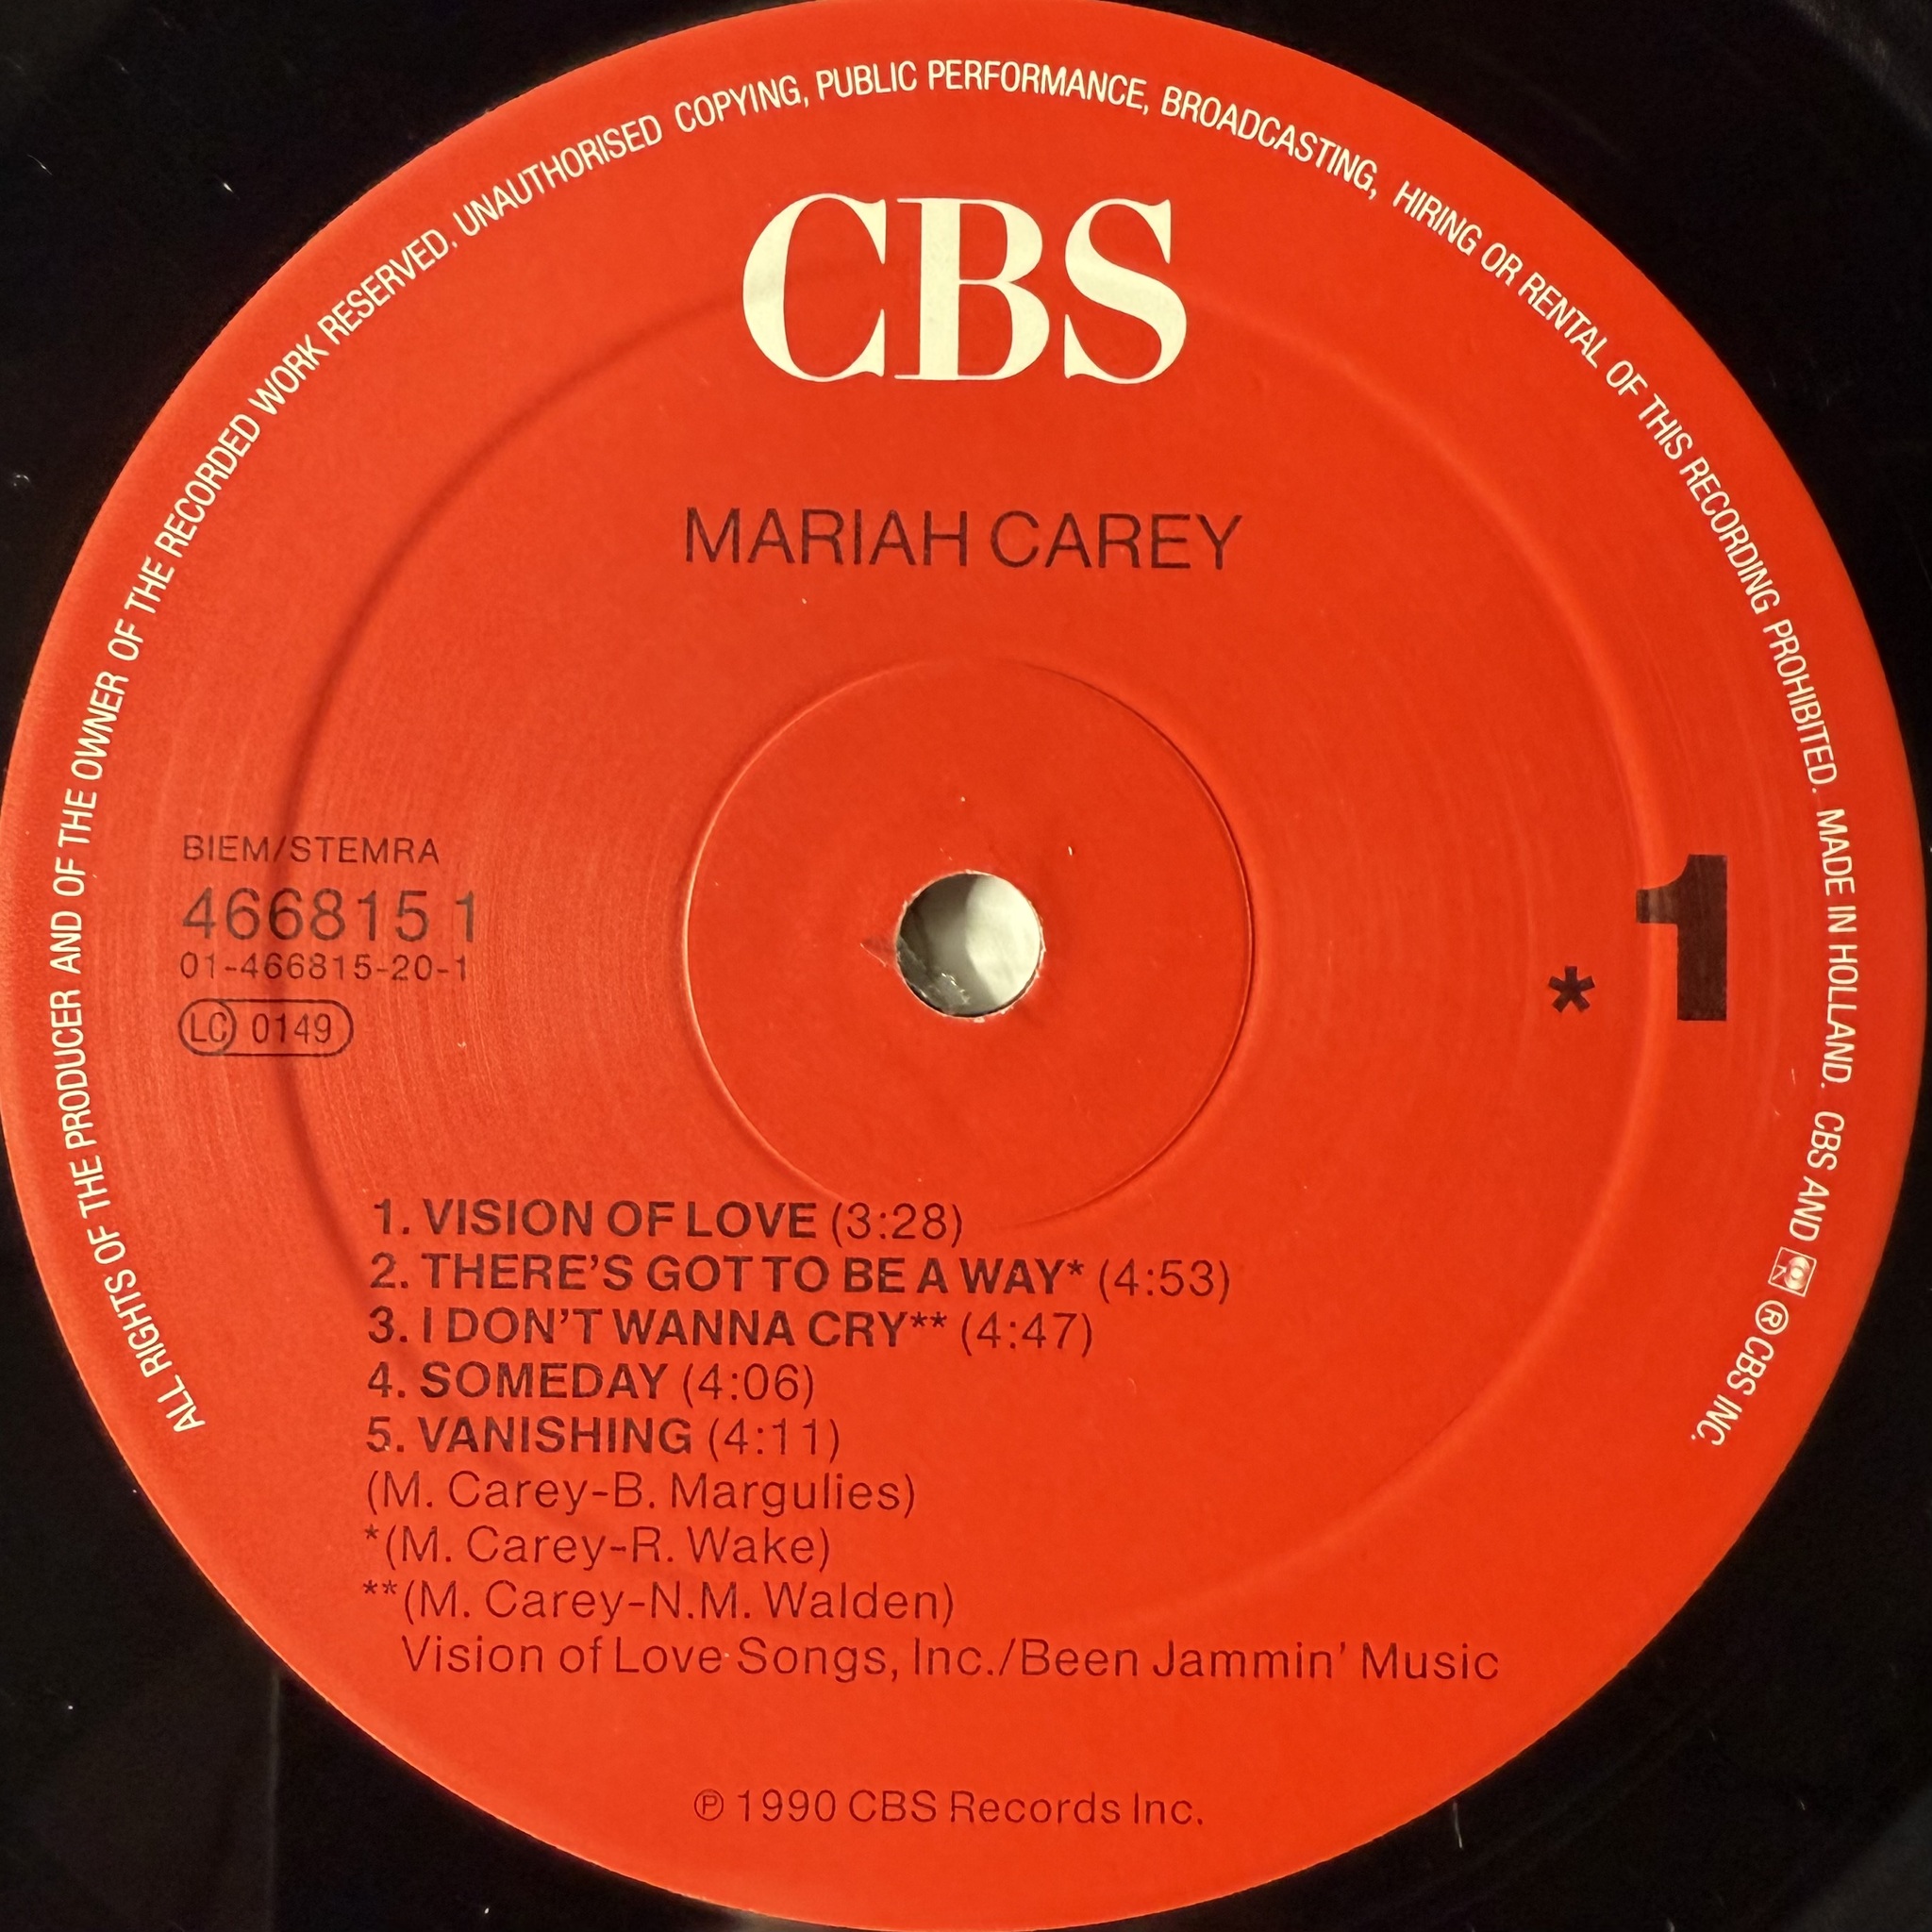 ALL RIGHTS OF THE PRODUCER AND OF THE OWNER OF THE RECORDED WORK RESERVED. UNAUTHORISED COPYING, PUBLIC PERFORMANCE, BROADCASTING, HIRING OR RENTAL OF THIS RECORDING PROHIBITED. MADE IN HOLLAND. CBS AND ® CBS INC.
CBS
MARIAH CAREY
BIEM/STEMRA
466815 1
01-466815-20-1
LC 0149
1
*
1. VISION OF LOVE (3:28)
2. THERE'S GOT TO BE A WAY* (4:53)
3. I DON'T WANNA CRY** (4:47)
4. SOMEDAY (4:06)
5. VANISHING (4:11)
(M. Carey-B. Margulies)
*(M. Carey-R. Wake)
**(M. Carey-N.M. Walden)
Vision of Love Songs, Inc./Been Jammin' Music
℗ 1990 CBS Records Inc.